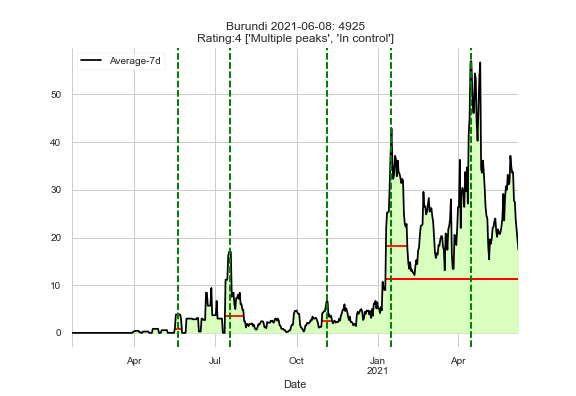 Burundi 2021-06-08: 4925
Rating:4 ['Multiple peaks', 'In control']
Average-7d
50
40
30
20
10
0
Apr
Jul
Oct
Jan
2021
Apr
Date